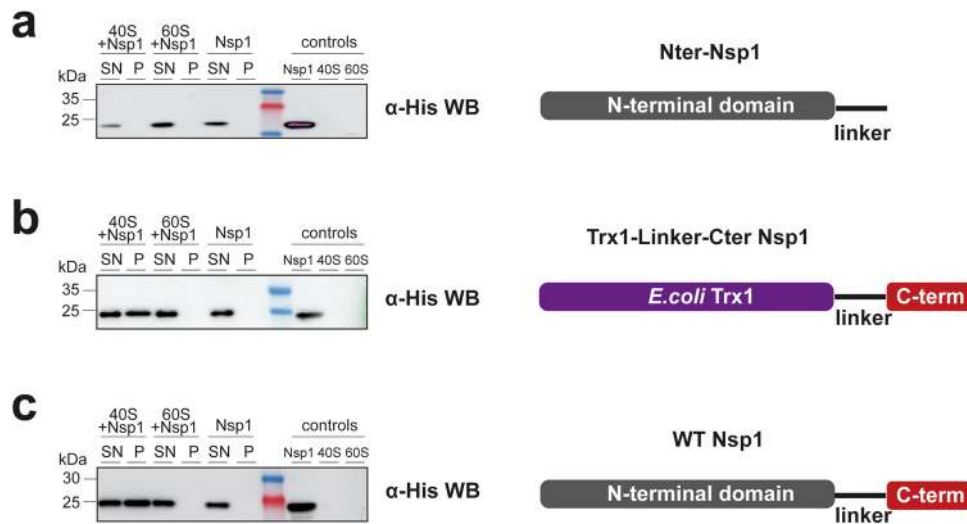 a
40S +Nsp1 60S +Nsp1 Nsp1 controls
kDa SN P SN P SN P Nsp1 40S 60S
35
25
α-His WB
Nter-Nsp1
N-terminal domain
linker
b
40S +Nsp1 60S +Nsp1 Nsp1 controls
kDa SN P SN P SN P Nsp1 40S 60S
35
25
α-His WB
Trx1-Linker-Cter Nsp1
E.coli Trx1 C-term
linker
c
40S +Nsp1 60S +Nsp1 Nsp1 controls
kDa SN P SN P SN P Nsp1 40S 60S
30
25
α-His WB
WT Nsp1
N-terminal domain C-term
linker